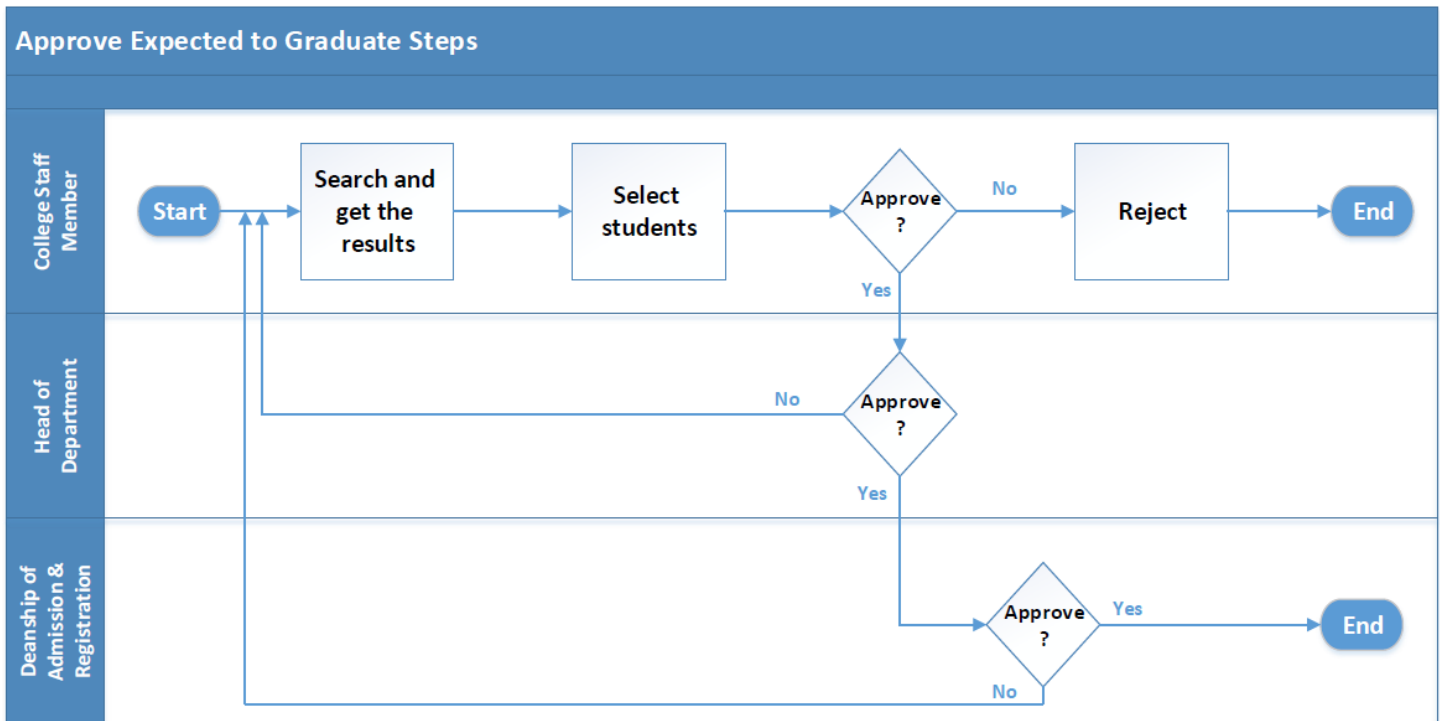 Approve Expected to Graduate Steps
College Staff
Member
Start
Search and
get the
results
Select
students
Approve
?
No
Reject
End
Yes
Head of
Department
No
Approve
?
Yes
Deanship of
Admission &
Registration
Approve
?
Yes
End
No